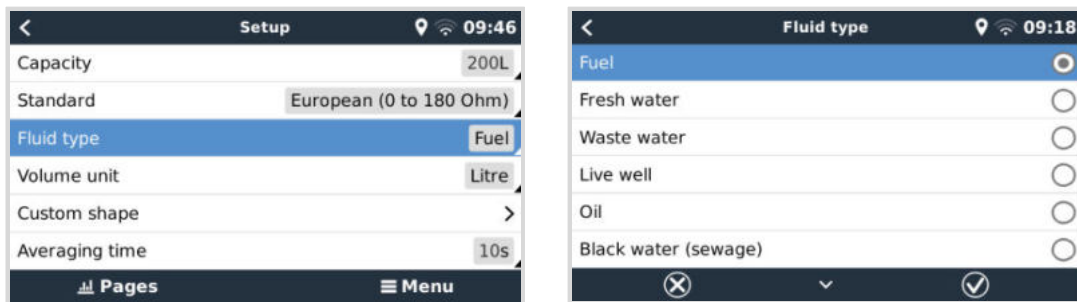 Setup 09:46
Capacity 200L
Standard European (0 to 180 Ohm)
Fluid type Fuel
Volume unit Litre
Custom shape
Averaging time 10s
Pages Menu
Fluid type 09:18
Fuel
Fresh water
Waste water
Live well
Oil
Black water (sewage)